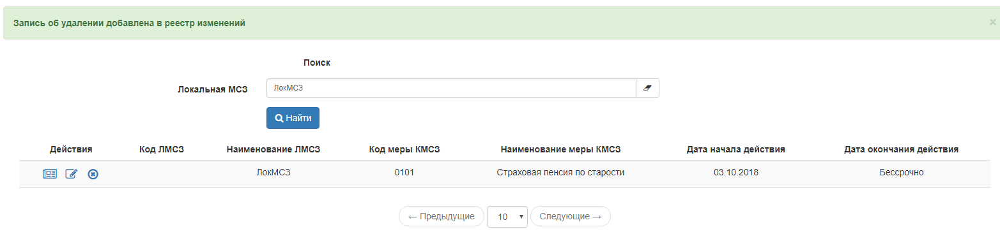 Запись об удалении добавлена в реестр изменений ×
Поиск
Локальная МСЗ ЛокМСЗ
Найти
Действия Код ЛМСЗ Наименование ЛМСЗ Код меры КМСЗ Наименование меры КМСЗ Дата начала действия Дата окончания действия
ЛокМСЗ 0101 Страховая пенсия по старости 03.10.2018 Бессрочно
← Предыдущие 10 Следующие →